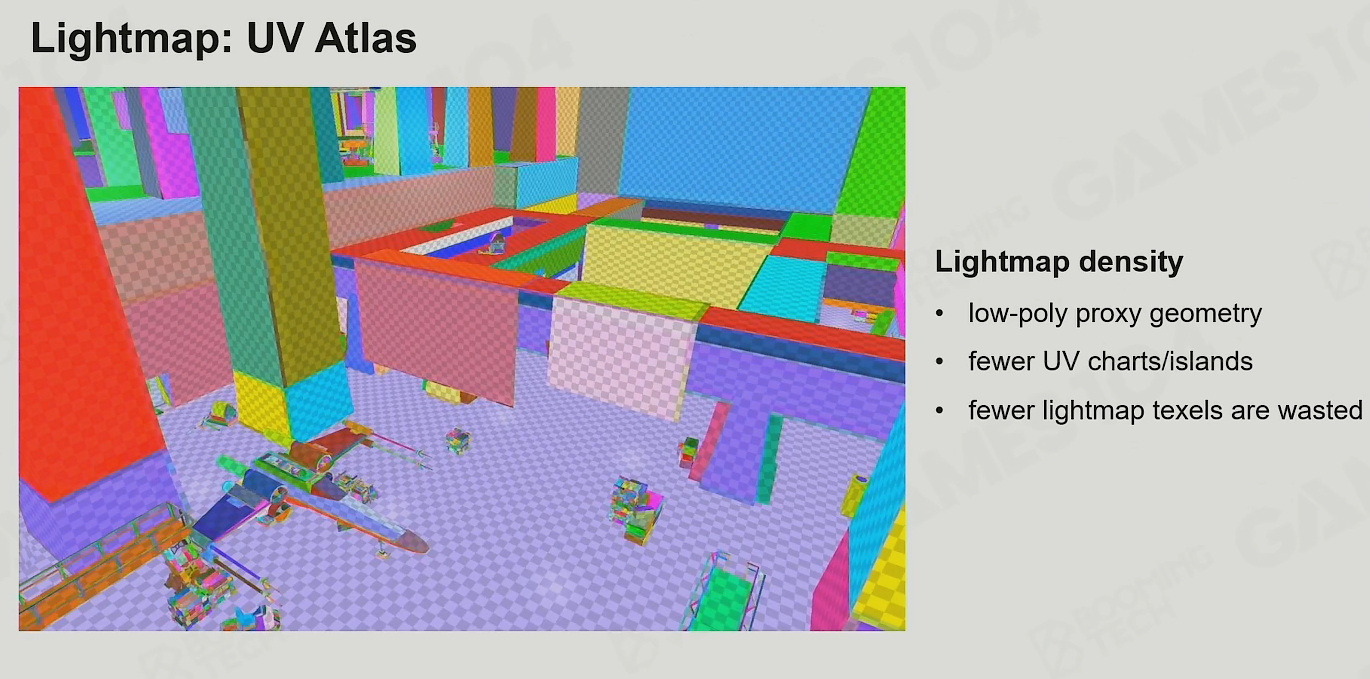 Lightmap: UV Atlas
Lightmap density
• low-poly proxy geometry
• fewer UV charts/islands
• fewer lightmap texels are wasted
GAMES104
BOOMING
TECH